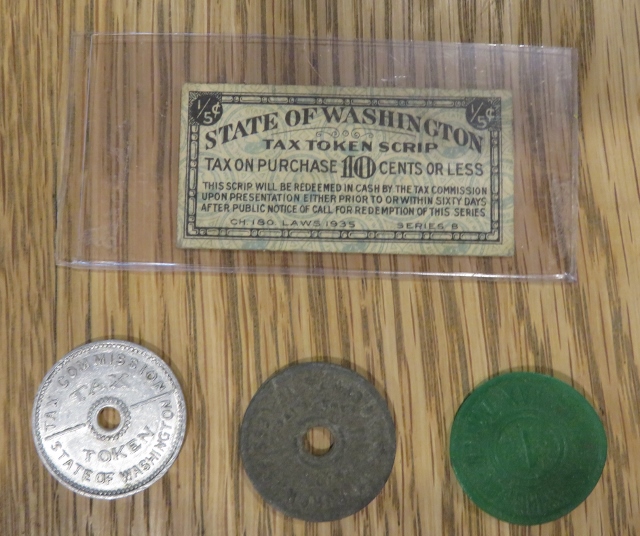 1/5¢ 1/5¢
STATE OF WASHINGTON
TAX TOKEN SCRIP
TAX ON PURCHASE 10 CENTS OR LESS
THIS SCRIP WILL BE REDEEMED IN CASH BY THE TAX COMMISSION
UPON PRESENTATION EITHER PRIOR TO OR WITHIN SIXTY DAYS
AFTER PUBLIC NOTICE OF CALL FOR REDEMPTION OF THIS SERIES
CH. 180 LAWS 1935 SERIES B
TAX COMMISSION
TAX
TOKEN
STATE OF WASHINGTON